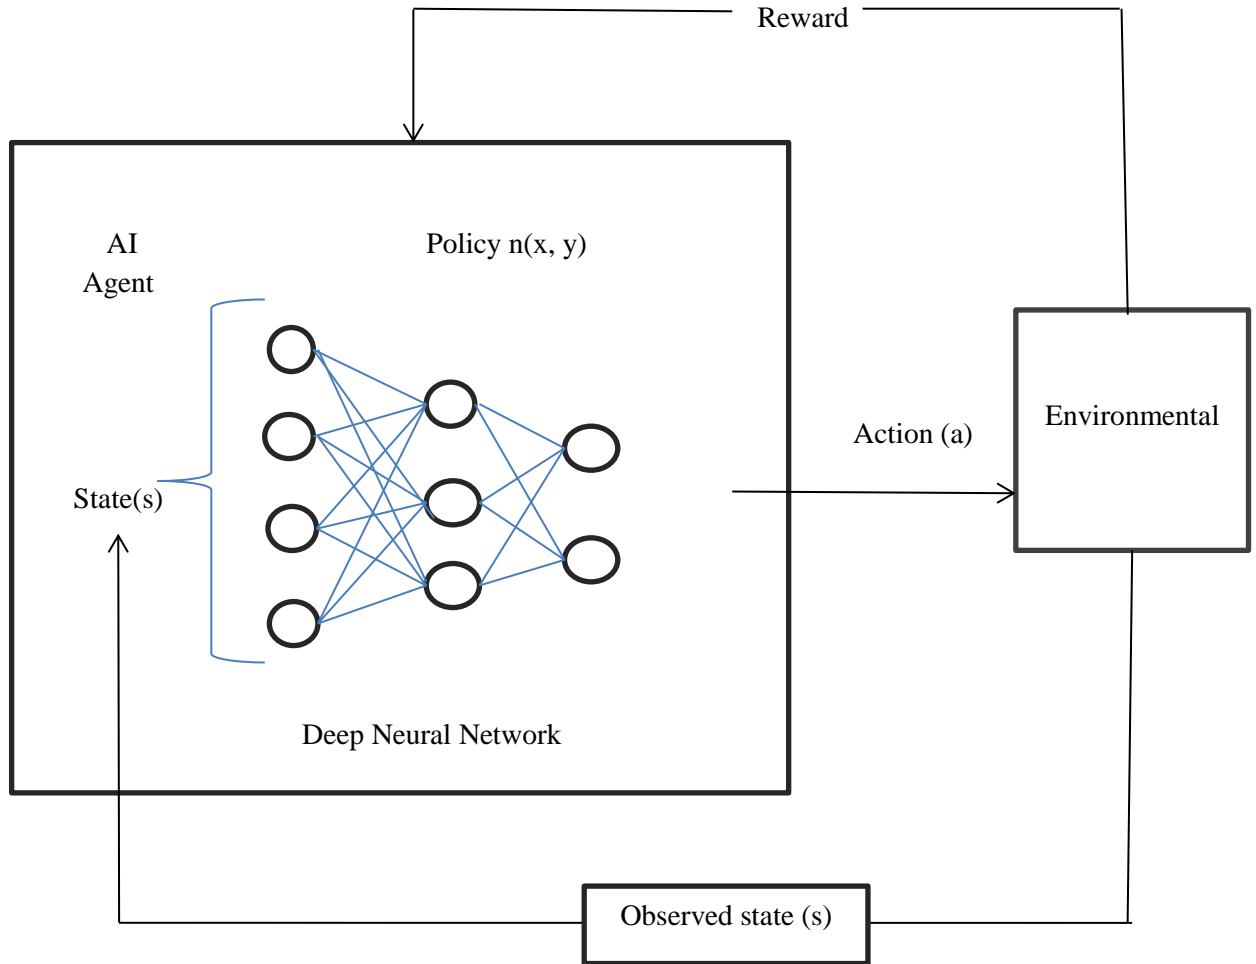 Reward
AI
Agent
Policy n(x, y)
Environmental
Action (a)
State(s)
Deep Neural Network
Observed state (s)